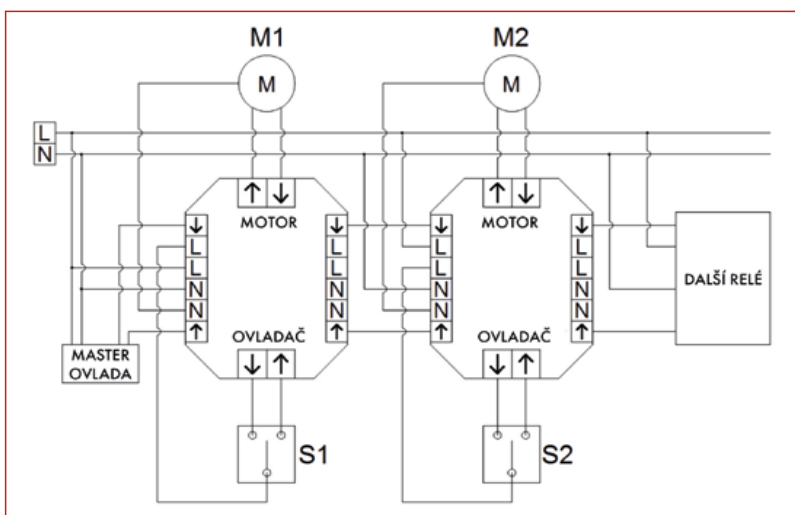 M1 M2
M M
L
N
↑ ↓ ↑ ↓
MOTOR MOTOR
↓ ↓ ↓ ↓
L L L L
L L L L
N N N N
N N N N
↑ ↑ ↑ ↑
DALŠÍ RELÉ
OVLADAČ OVLADAČ
↓ ↑ ↓ ↑
MASTER
OVLADA
S1 S2